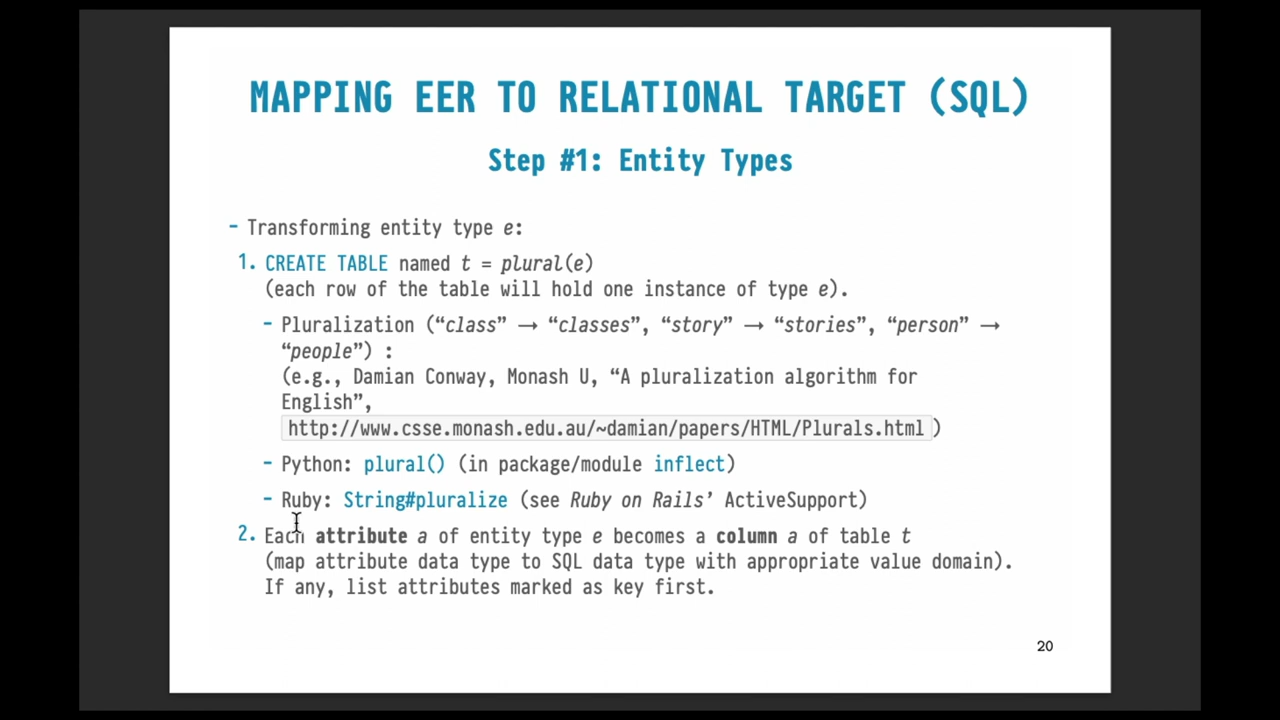 MAPPING EER TO RELATIONAL TARGET (SQL)
Step #1: Entity Types
- Transforming entity type e:
1. CREATE TABLE named t = plural(e)
(each row of the table will hold one instance of type e).
- Pluralization (“class” → “classes”, “story” → “stories”, “person” →
“people”) :
(e.g., Damian Conway, Monash U, “A pluralization algorithm for
English”,
http://www.csse.monash.edu.au/~damian/papers/HTML/Plurals.html )
- Python: plural() (in package/module inflect)
- Ruby: String#pluralize (see Ruby on Rails’ ActiveSupport)
2. Each attribute a of entity type e becomes a column a of table t
(map attribute data type to SQL data type with appropriate value domain).
If any, list attributes marked as key first.
20